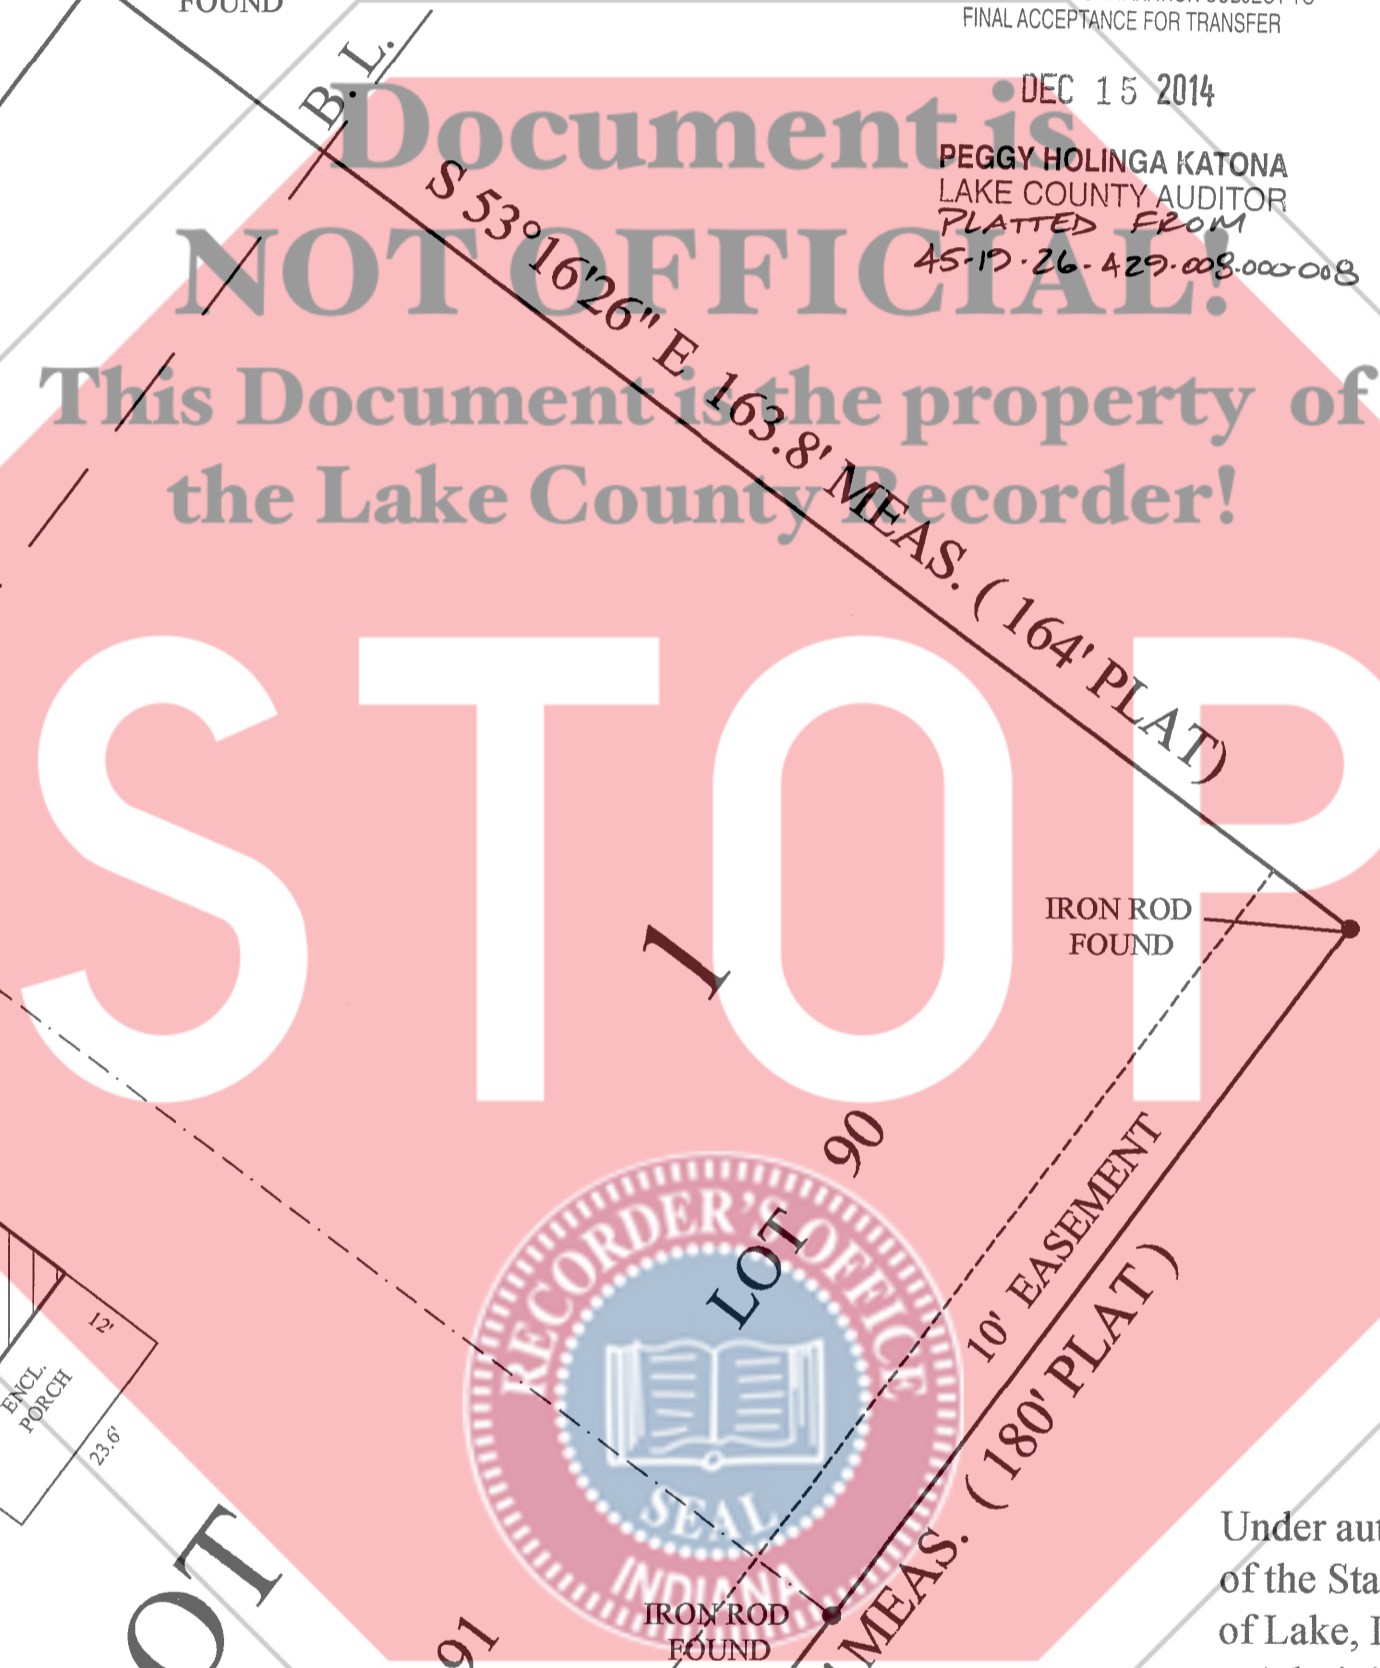 FOUND
FINAL ACCEPTANCE FOR TRANSFER
B. L.
DEC 15 2014
Document is
PEGGY HOLINGA KATONA
LAKE COUNTY AUDITOR
PLATTED FROM
45-19-26-429-008.000-008
NOT OFFICIAL!
S 53°16'26" E 163.8' MEAS. ( 164' PLAT)
This Document is the property of
the Lake County Recorder!
STOP
IRON ROD
FOUND
1
LOT 90
10' EASEMENT
MEAS. ( 180' PLAT )
RECORDER'S OFFICE
SEAL
INDIANA
12'
ENCL.
PORCH
23.6'
OT
91
IRON ROD
FOUND
Under aut
of the Sta
of Lake, I